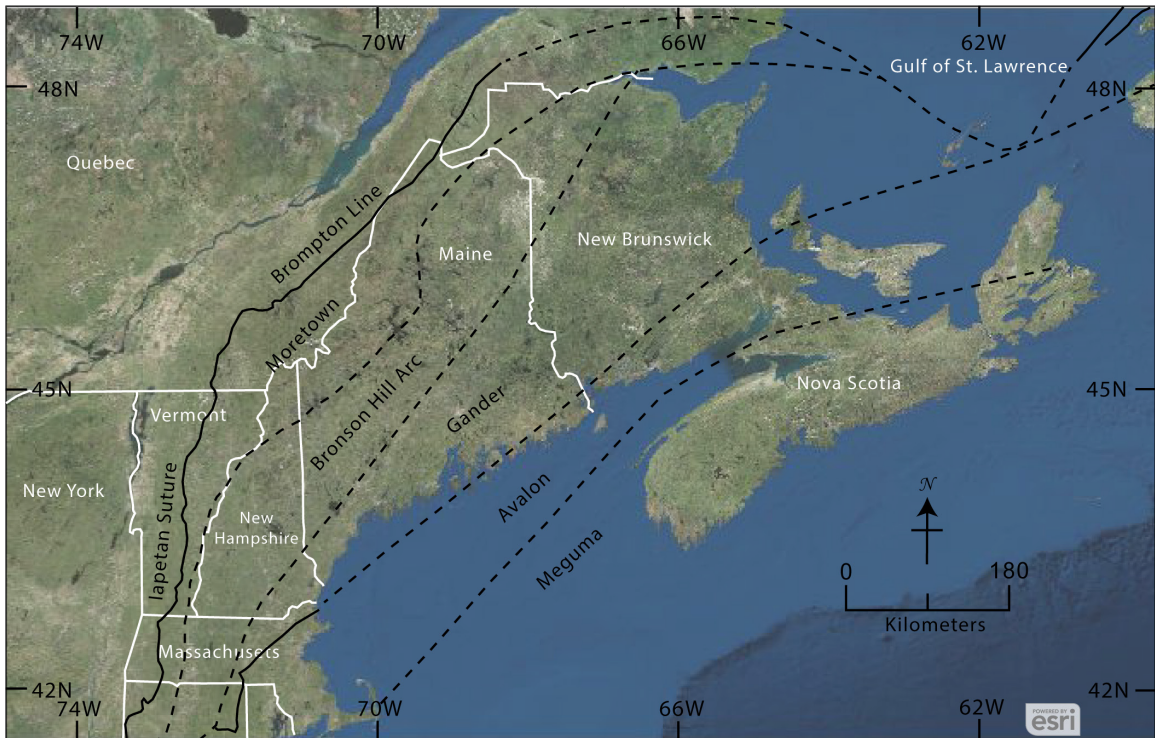 74W
70W
66W
62W
Gulf of St. Lawrence
48N
48N
Quebec
Brompton Line
Maine
New Brunswick
Moretown
45N
45N
Nova Scotia
Vermont
Bronson Hill Arc
Gander
New York
Iapetan Suture
New
Hampshire
Avalon
N
Meguma
0
180
Kilometers
Massachusets
42N
42N
74W
70W
66W
62W
POWERED BY
esri